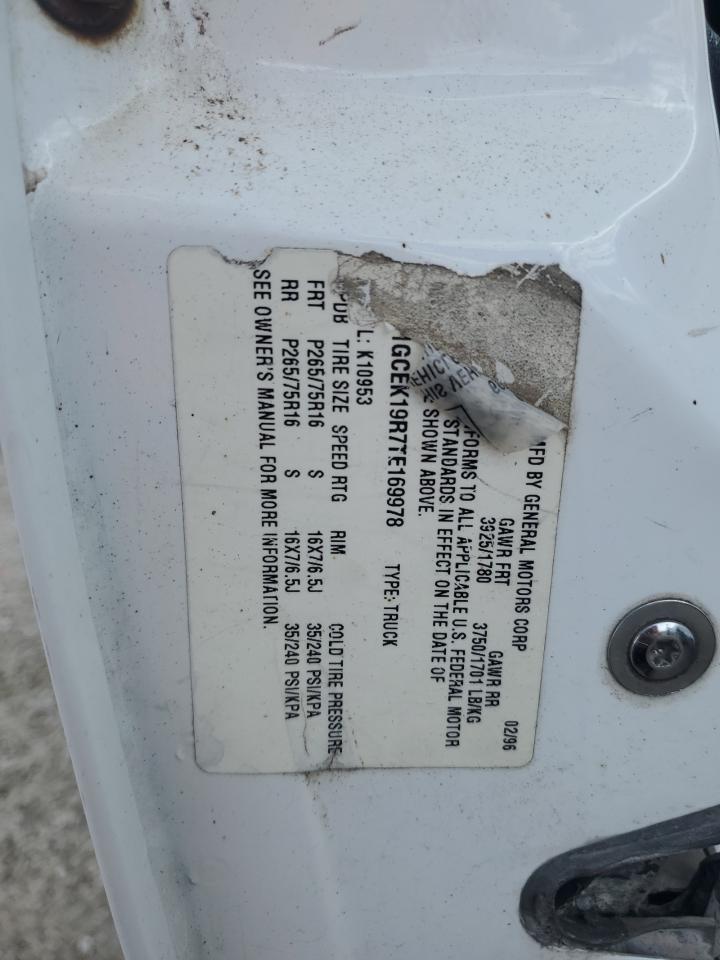 MFD BY GENERAL MOTORS CORP 02/96
GAWR FRT GAWR RR
3925/1780 3750/1701 LB/KG
FORMS TO ALL APPLICABLE U.S. FEDERAL MOTOR
STANDARDS IN EFFECT ON THE DATE OF
SHOWN ABOVE.
1GCEK19R7TE169978 TYPE: TRUCK
L: K10953
PDB TIRE SIZE SPEED RTG RIM COLD TIRE PRESSURE
FRT P265/75R16 S 16X7/6.5J 35/240 PSI/KPA
RR P265/75R16 S 16X7/6.5J 35/240 PSI/KPA
SEE OWNER'S MANUAL FOR MORE INFORMATION.